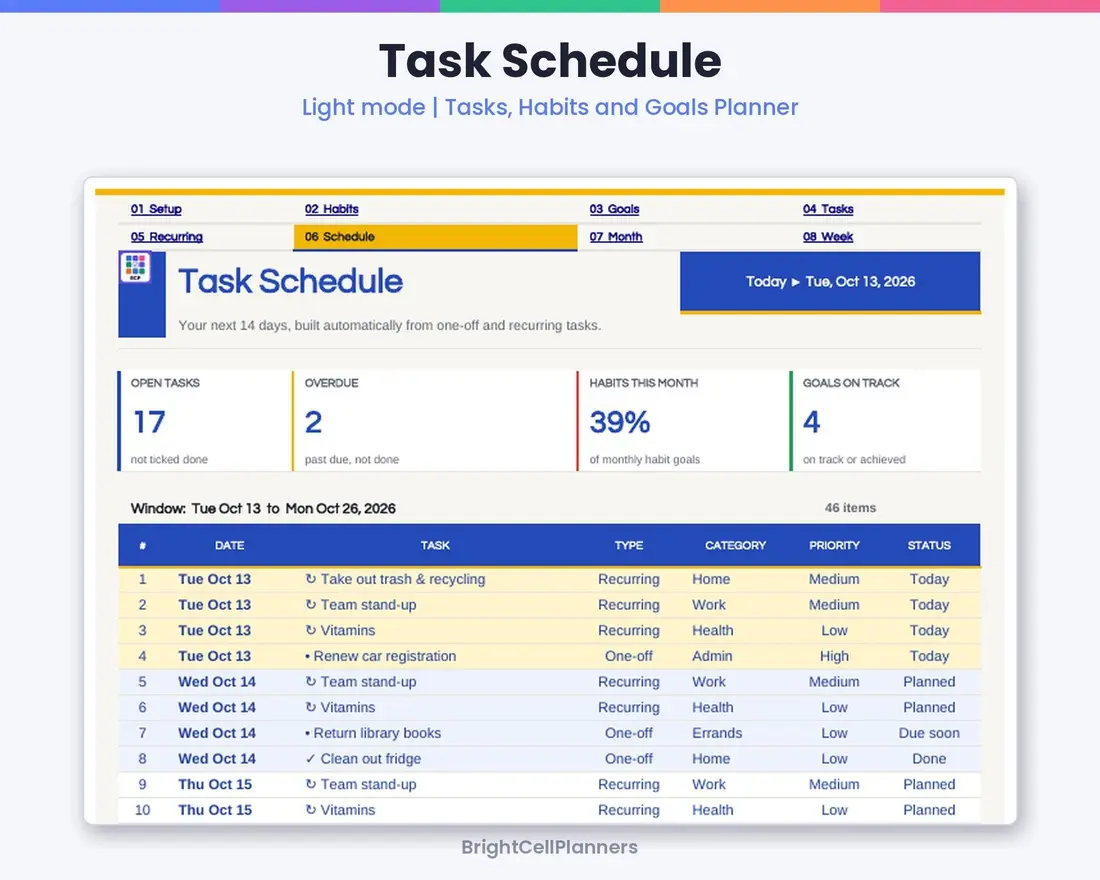 Task Schedule
Light mode | Tasks, Habits and Goals Planner
01 Setup 02 Habits 03 Goals 04 Tasks
05 Recurring 06 Schedule 07 Month 08 Week
BCP
Task Schedule
Today ► Tue, Oct 13, 2026
Your next 14 days, built automatically from one-off and recurring tasks.
OPEN TASKS OVERDUE HABITS THIS MONTH GOALS ON TRACK
17 2 39% 4
not ticked done past due, not done of monthly habit goals on track or achieved
Window: Tue Oct 13 to Mon Oct 26, 2026 46 items
# DATE TASK TYPE CATEGORY PRIORITY STATUS
1 Tue Oct 13 ↻ Take out trash & recycling Recurring Home Medium Today
2 Tue Oct 13 ↻ Team stand-up Recurring Work Medium Today
3 Tue Oct 13 ↻ Vitamins Recurring Health Low Today
4 Tue Oct 13 • Renew car registration One-off Admin High Today
5 Wed Oct 14 ↻ Team stand-up Recurring Work Medium Planned
6 Wed Oct 14 ↻ Vitamins Recurring Health Low Planned
7 Wed Oct 14 • Return library books One-off Errands Low Due soon
8 Wed Oct 14 ✓ Clean out fridge One-off Home Low Done
9 Thu Oct 15 ↻ Team stand-up Recurring Work Medium Planned
10 Thu Oct 15 ↻ Vitamins Recurring Health Low Planned
BrightCellPlanners